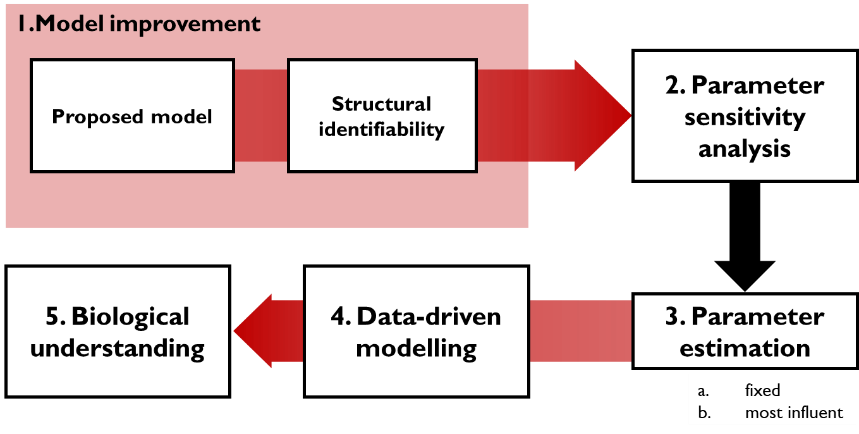 1.Model improvement
Proposed model
Structural
identifiability
2. Parameter
sensitivity
analysis
3. Parameter
estimation
a. fixed
b. most influent
4. Data-driven
modelling
5. Biological
understanding